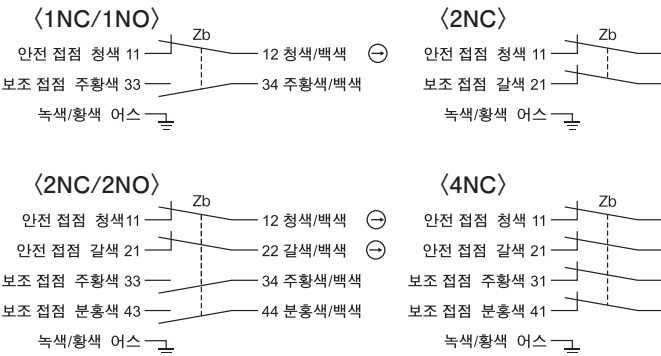 〈1NC/1NO〉
Zb
안전 접점 청색 11 12 청색/백색
보조 접점 주황색 33 34 주황색/백색
녹색/황색 어스
〈2NC〉
Zb
안전 접점 청색 11
보조 접점 갈색 21
녹색/황색 어스
〈2NC/2NO〉
Zb
안전 접점 청색11 12 청색/백색
안전 접점 갈색 21 22 갈색/백색
보조 접점 주황색 33 34 주황색/백색
보조 접점 분홍색 43 44 분홍색/백색
녹색/황색 어스
〈4NC〉
Zb
안전 접점 청색 11
안전 접점 갈색 21
보조 접점 주황색 31
보조 접점 분홍색 41
녹색/황색 어스